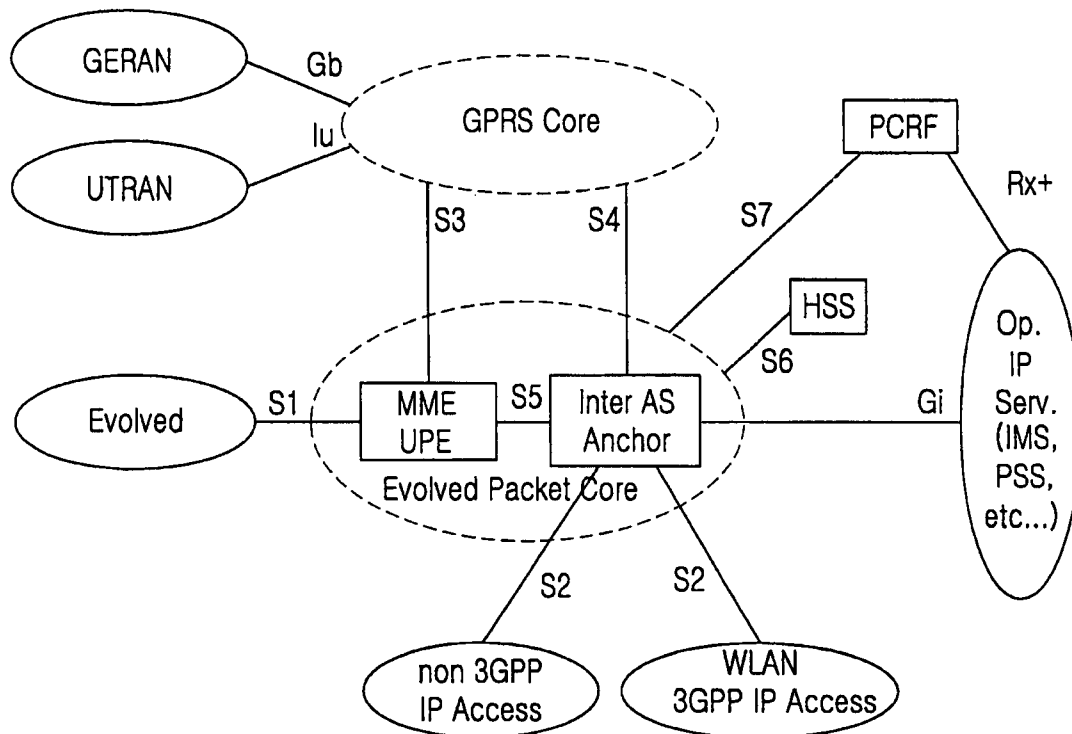 GERAN
Gb
GPRS Core
PCRF
Iu
UTRAN
Rx+
S3
S4
S7
HSS
S6
Op.
IP
Serv.
(IMS,
PSS,
etc...)
Evolved
S1
MME
UPE
S5
Inter AS
Anchor
Gi
Evolved Packet Core
S2
S2
non 3GPP
IP Access
WLAN
3GPP IP Access